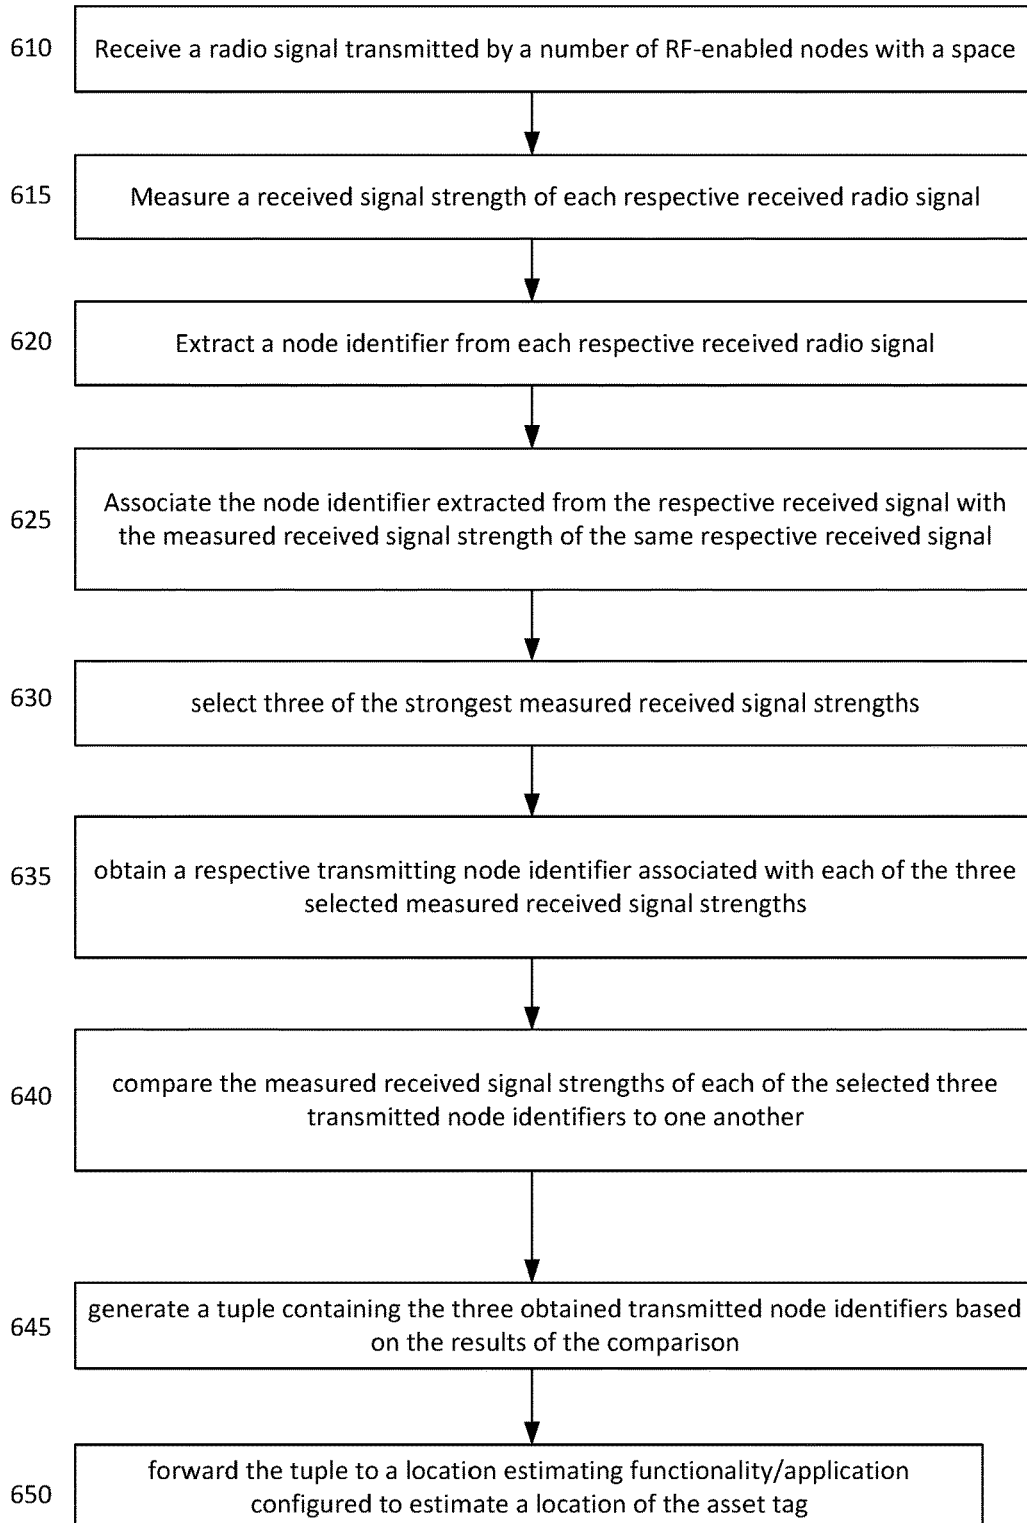 610
Receive a radio signal transmitted by a number of RF-enabled nodes with a space
615
Measure a received signal strength of each respective received radio signal
620
Extract a node identifier from each respective received radio signal
625
Associate the node identifier extracted from the respective received signal with
the measured received signal strength of the same respective received signal
630
select three of the strongest measured received signal strengths
635
obtain a respective transmitting node identifier associated with each of the three
selected measured received signal strengths
640
compare the measured received signal strengths of each of the selected three
transmitted node identifiers to one another
645
generate a tuple containing the three obtained transmitted node identifiers based
on the results of the comparison
650
forward the tuple to a location estimating functionality/application
configured to estimate a location of the asset tag